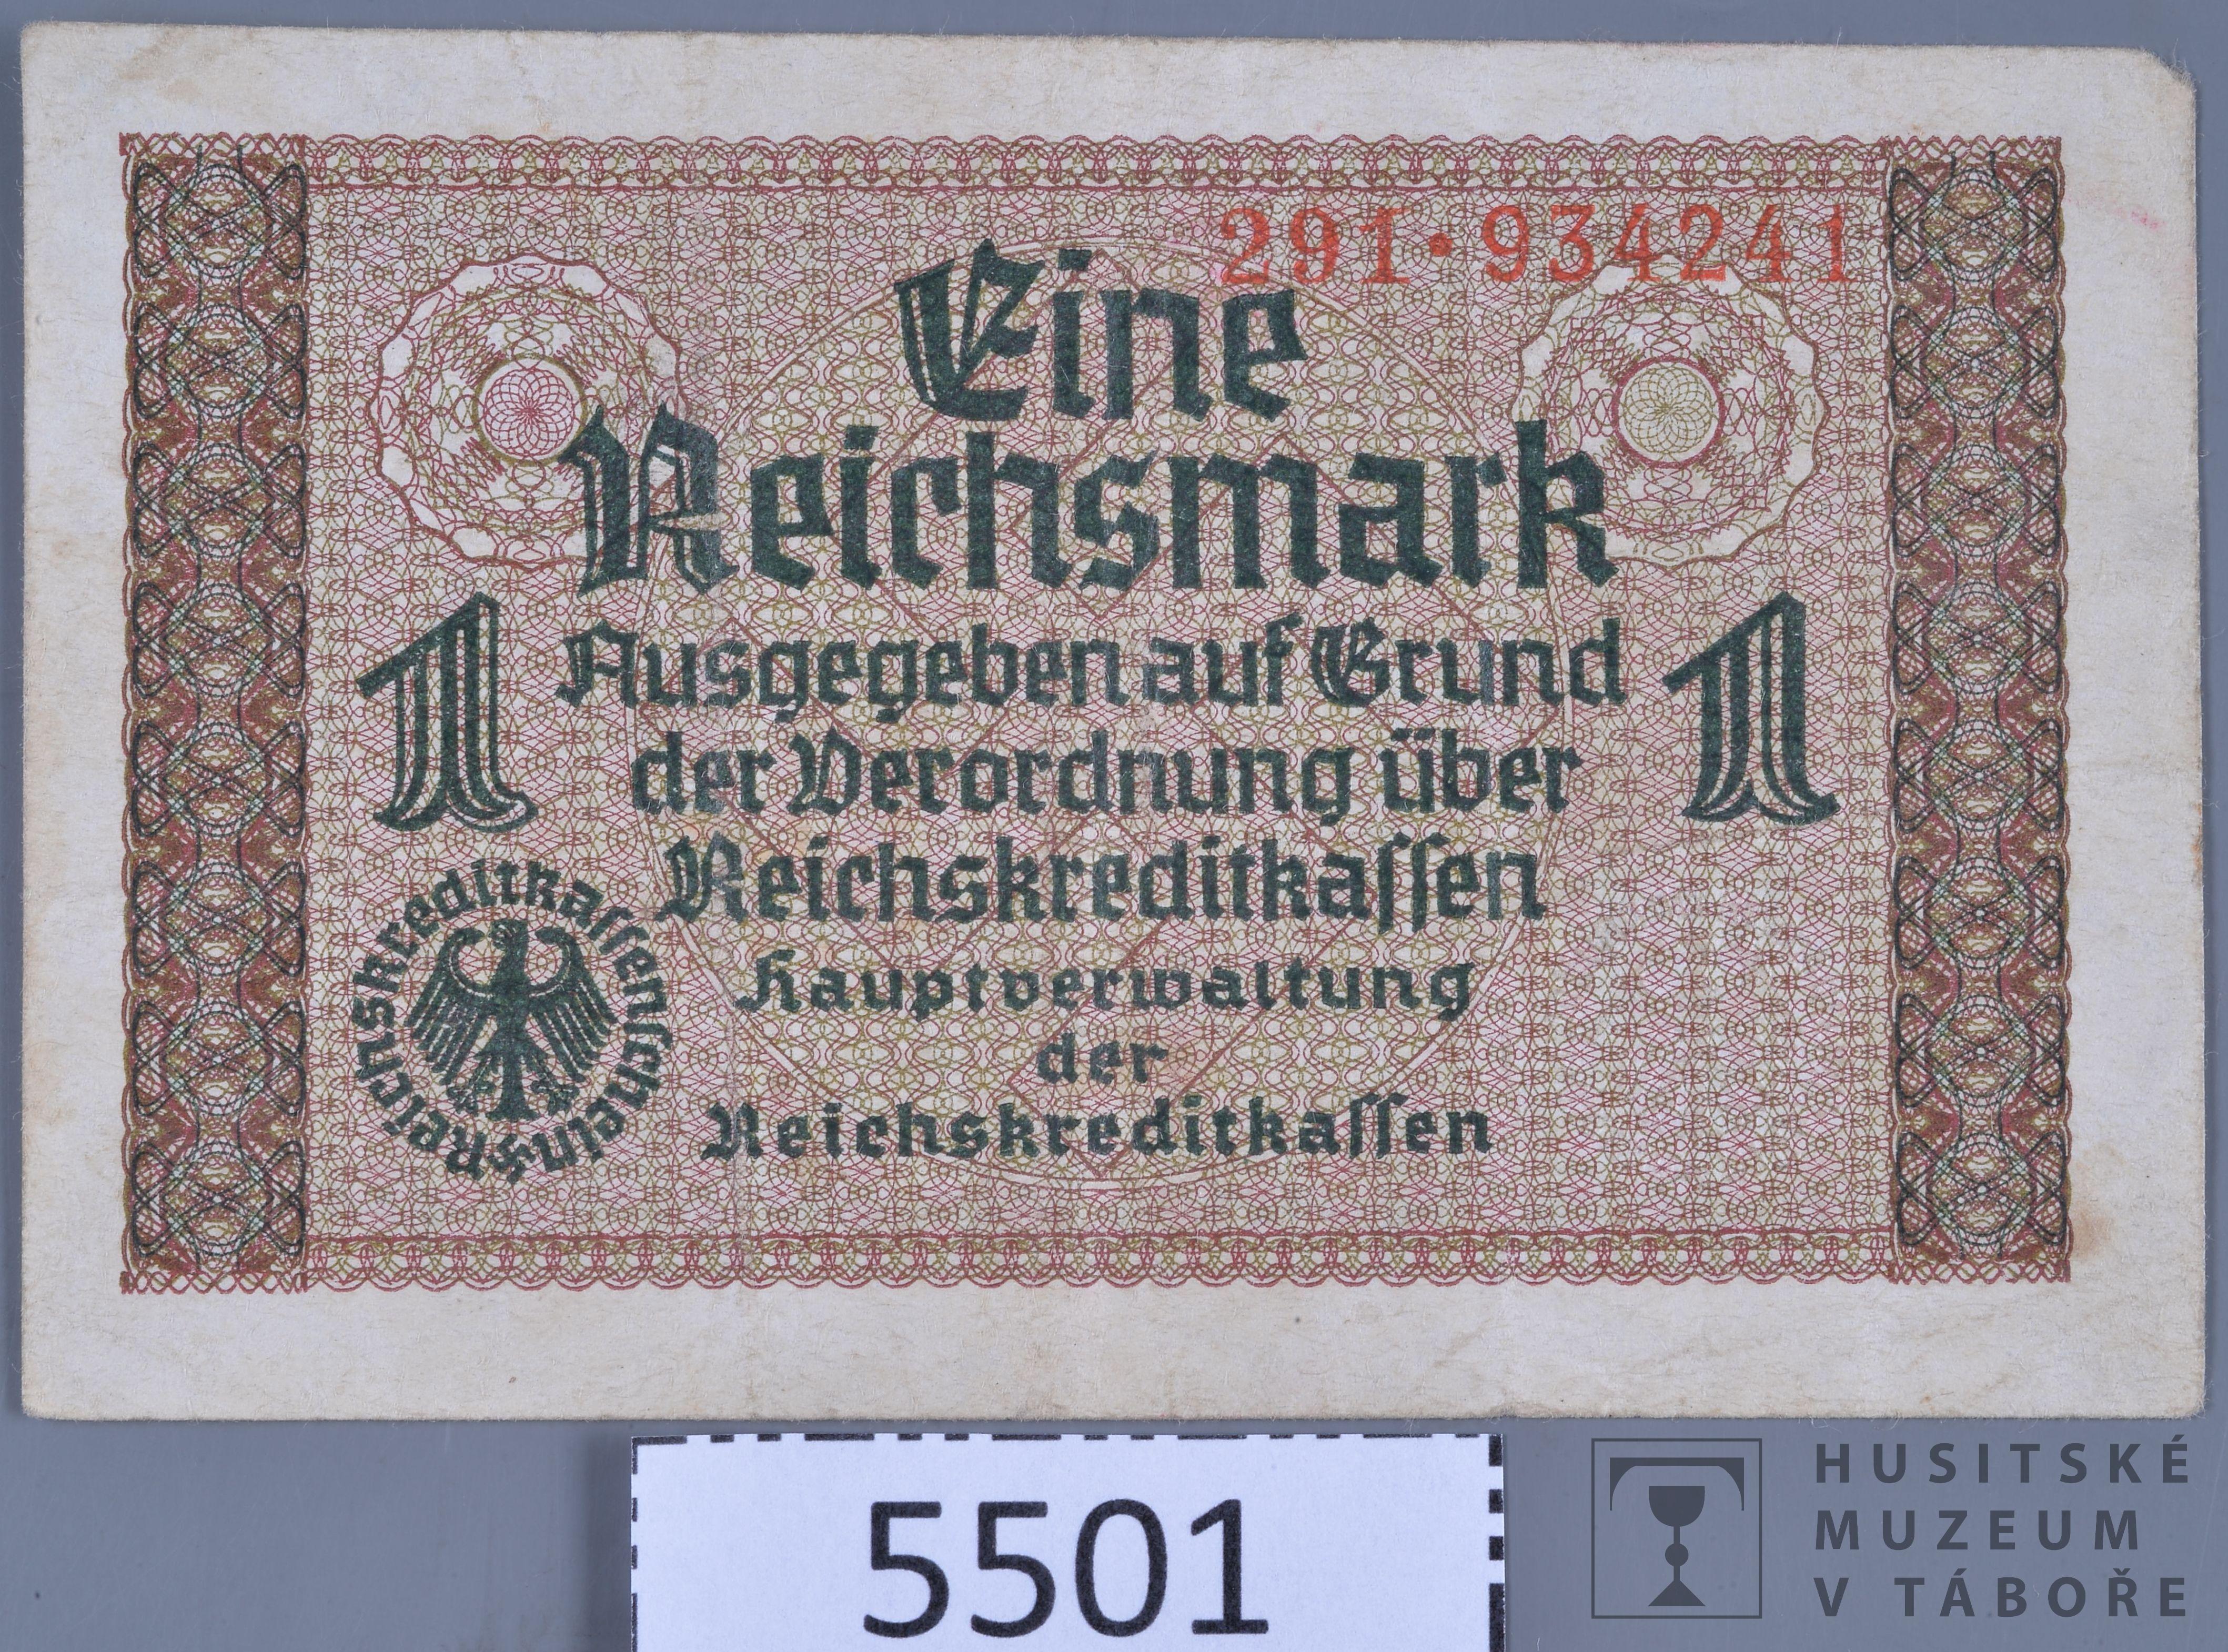 291·934241
Eine
Reichsmark
1
Ausgegeben auf Grund
der Verordnung über
Reichskreditkaſſen
1
Hauptverwaltung
der
Reichskreditkaſſen
Reichskreditkaſſenscheine
5501
HUSITSKÉ
MUZEUM
V TÁBOŘE